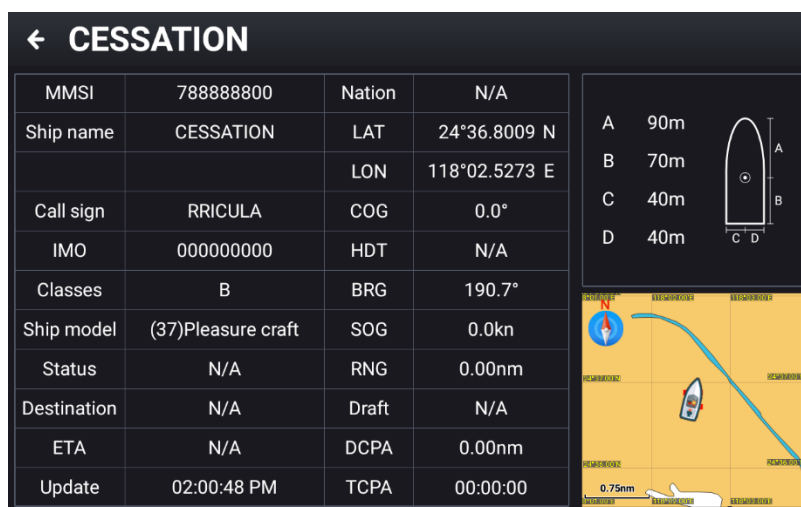 CESSATION
MMSI 788888800 Nation N/A
Ship name CESSATION LAT 24°36.8009 N
LON 118°02.5273 E
Call sign RRICULA COG 0.0°
IMO 000000000 HDT N/A
Classes B BRG 190.7°
Ship model (37)Pleasure craft SOG 0.0kn
Status N/A RNG 0.00nm
Destination N/A Draft N/A
ETA N/A DCPA 0.00nm
Update 02:00:48 PM TCPA 00:00:00
A 90m
B 70m
C 40m
D 40m
A
B
C D
N
0.75nm